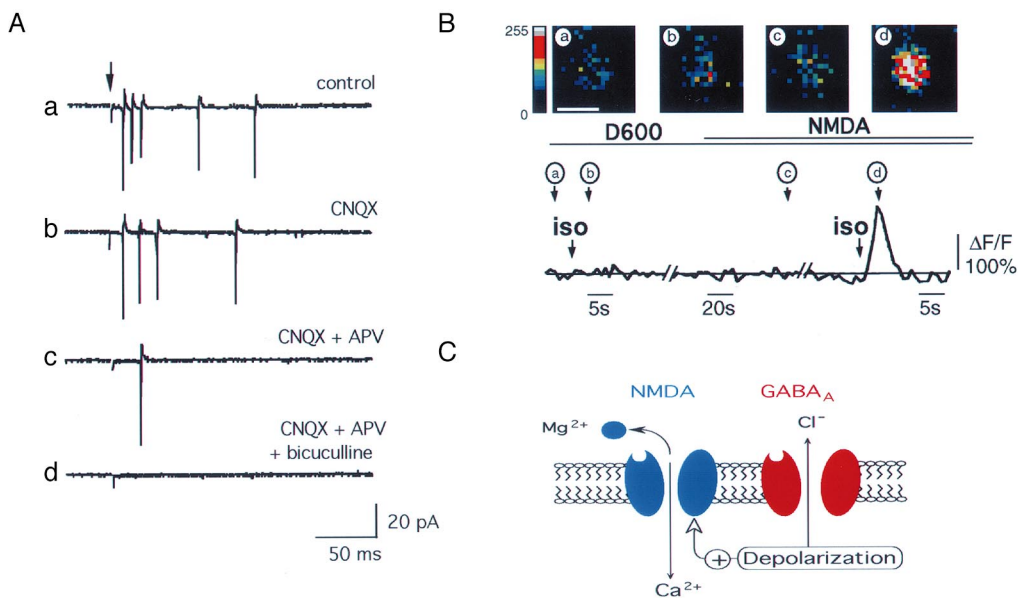 A
control
a
CNQX
b
CNQX + APV
c
CNQX + APV
+ bicuculline
d
20 pA
50 ms
B
255
0
a
b
c
d
D600
NMDA
a
b
c
d
iso
iso
ΔF/F
100%
5s
20s
5s
C
NMDA
GABA A
Mg2+
Cl−
+
Depolarization
Ca2+